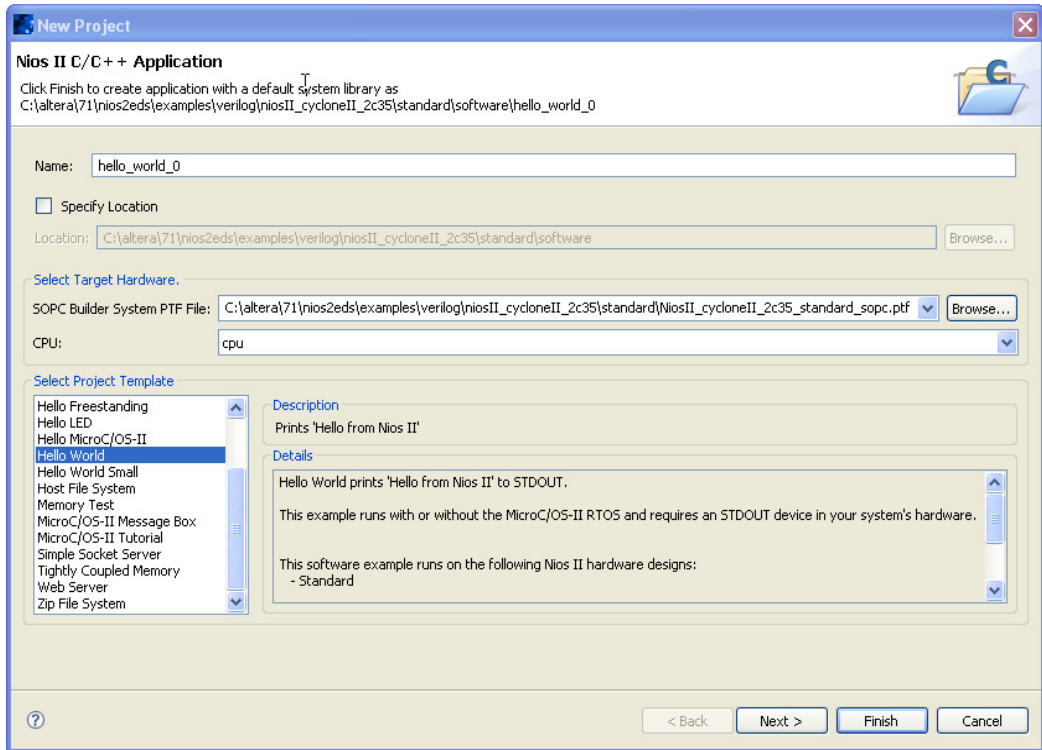 New Project
Nios II C/C++ Application
Click Finish to create application with a default system library as
C:\altera\71\nios2eds\examples\verilog\niosII_cycloneII_2c35\standard\software\hello_world_0
Name: hello_world_0
Specify Location
Location: C:\altera\71\nios2eds\examples\verilog\niosII_cycloneII_2c35\standard\software Browse...
Select Target Hardware.
SOPC Builder System PTF File: C:\altera\71\nios2eds\examples\verilog\niosII_cycloneII_2c35\standard\NiosII_cycloneII_2c35_standard_sopc.ptf Browse...
CPU: cpu
Select Project Template
Hello Freestanding
Hello LED
Hello MicroC/OS-II
Hello World
Hello World Small
Host File System
Memory Test
MicroC/OS-II Message Box
MicroC/OS-II Tutorial
Simple Socket Server
Tightly Coupled Memory
Web Server
Zip File System
Description
Prints 'Hello from Nios II'
Details
Hello World prints 'Hello from Nios II' to STDOUT.
This example runs with or without the MicroC/OS-II RTOS and requires an STDOUT device in your system's hardware.
This software example runs on the following Nios II hardware designs:
- Standard
< Back Next > Finish Cancel